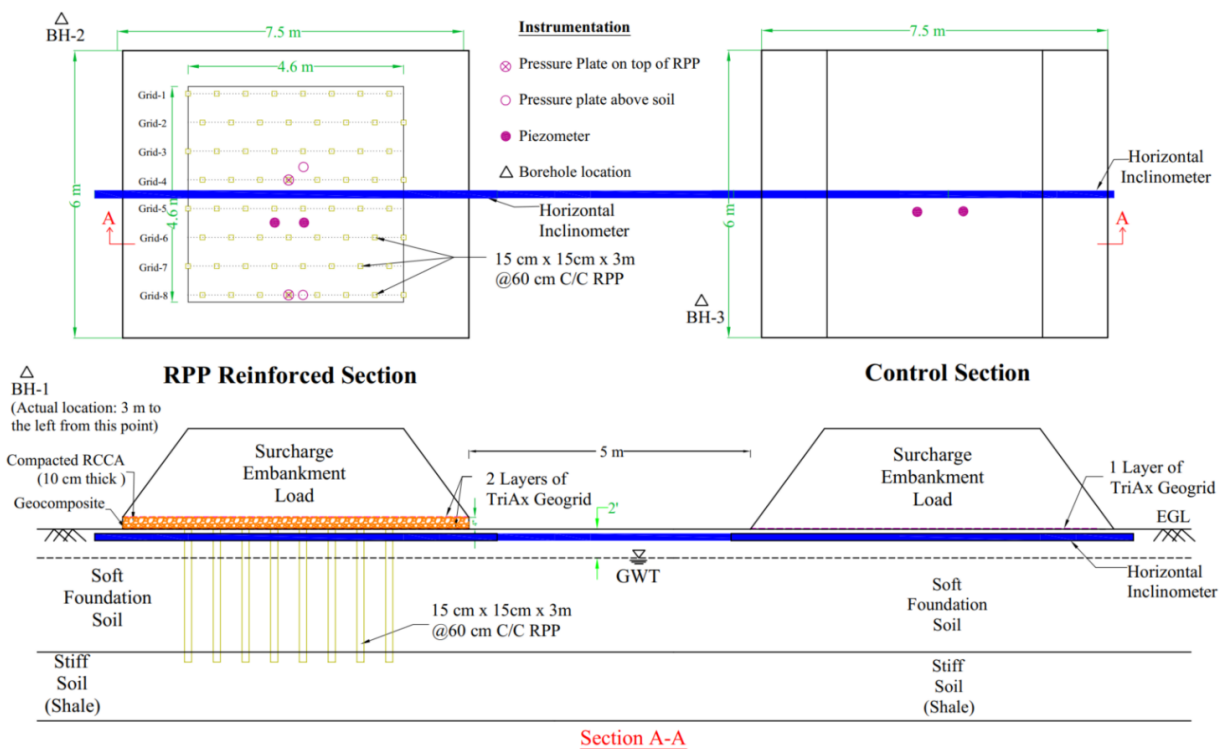 BH-2
7.5 m
4.6 m
Grid-1
Grid-2
Grid-3
Grid-4
Grid-5
Grid-6
Grid-7
Grid-8
6 m
4.6 m
A
Instrumentation
Pressure Plate on top of RPP
Pressure plate above soil
Piezometer
Borehole location
Horizontal
Inclinometer
15 cm x 15cm x 3m
@60 cm C/C RPP
7.5 m
6 m
Horizontal
Inclinometer
A
BH-3
RPP Reinforced Section
Control Section
BH-1
(Actual location: 3 m to
the left from this point)
Compacted RCCA
(10 cm thick )
Geocomposite
Surcharge
Embankment
Load
2 Layers of
TriAx Geogrid
5 m
2'
Surcharge
Embankment
Load
1 Layer of
TriAx Geogrid
EGL
GWT
Horizontal
Inclinometer
Soft
Foundation
Soil
15 cm x 15cm x 3m
@60 cm C/C RPP
Soft
Foundation
Soil
Stiff
Soil
(Shale)
Stiff
Soil
(Shale)
Section A-A